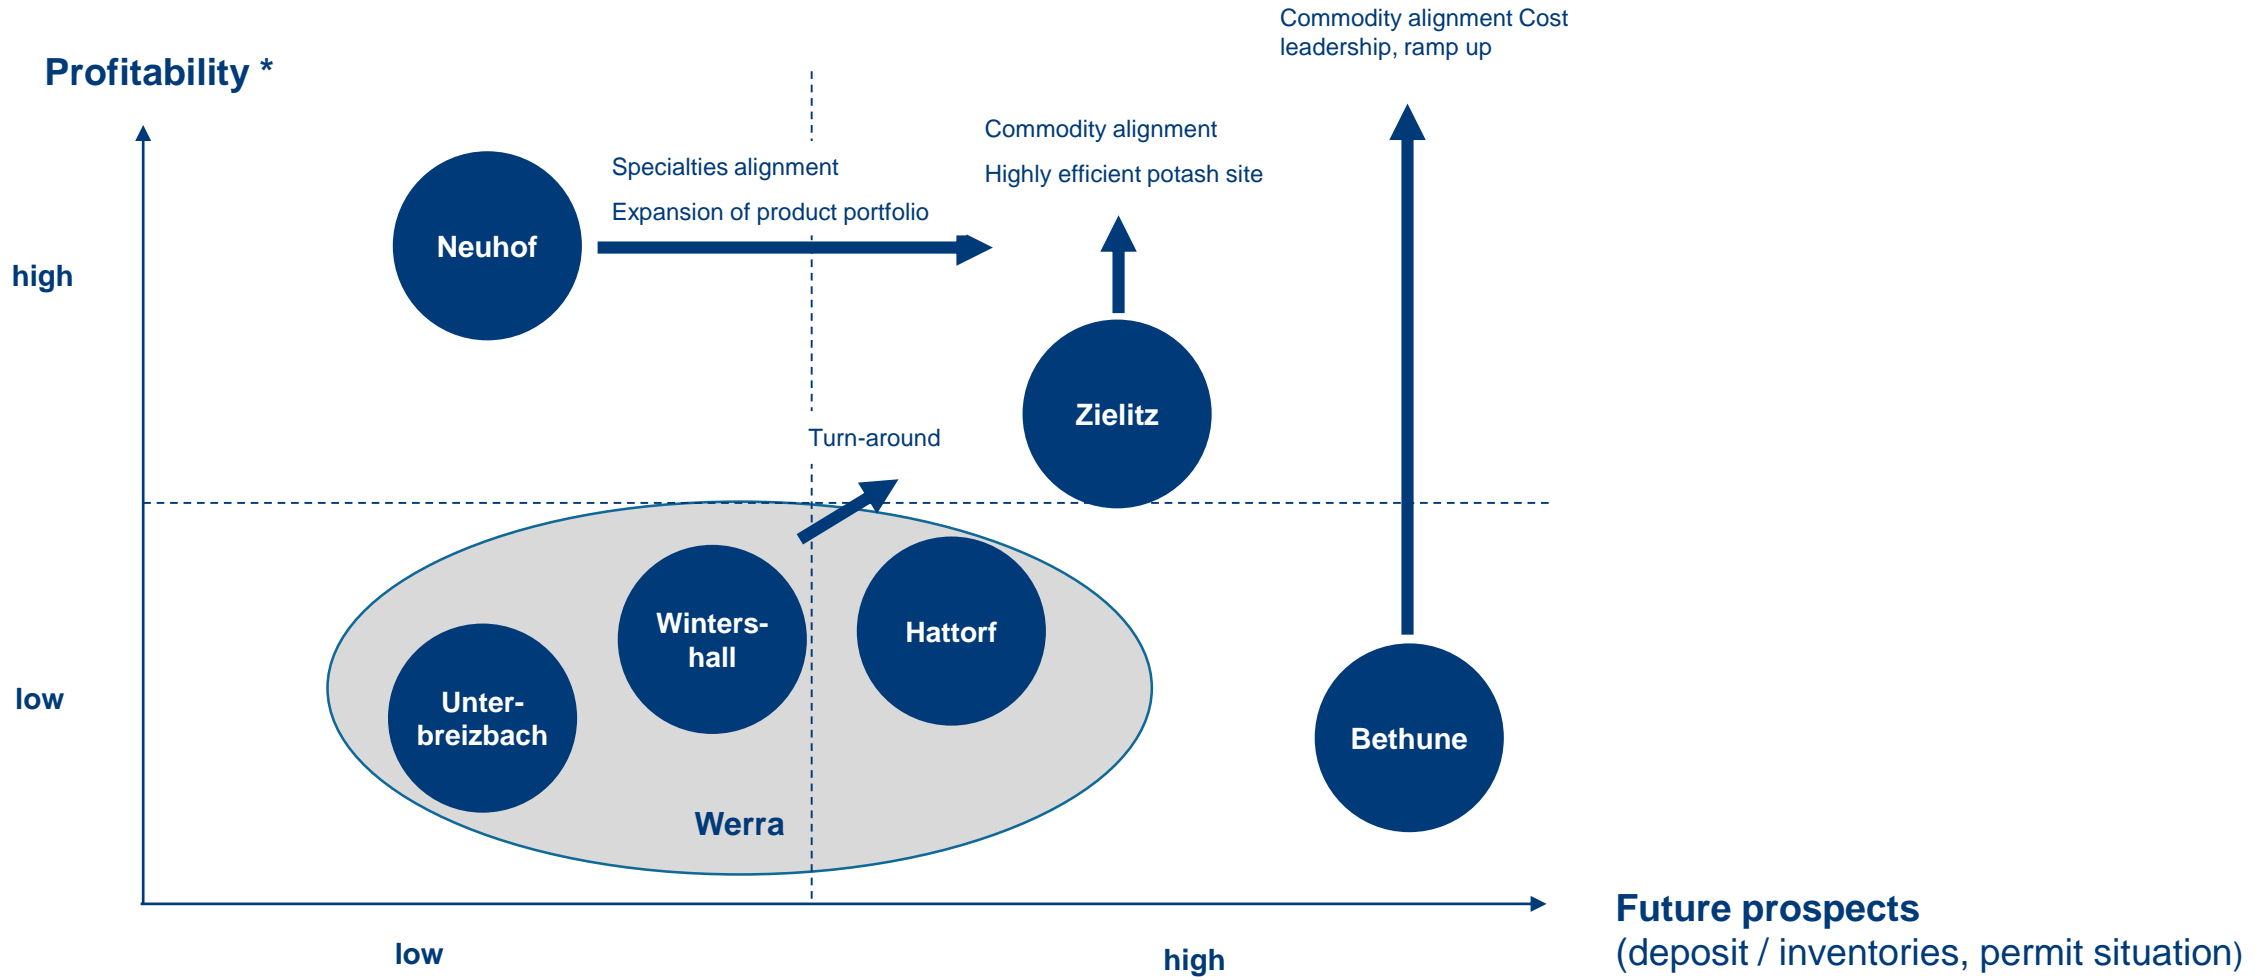 Commodity alignment Cost
leadership, ramp up
Profitability *
Commodity alignment
Highly efficient potash site
Specialties alignment
Expansion of product portfolio
Neuhof
high
Zielitz
Turn-around
Winters-
hall
Hattorf
Unter-
breizbach
low
Bethune
Werra
Future prospects
(deposit / inventories, permit situation)
low
high